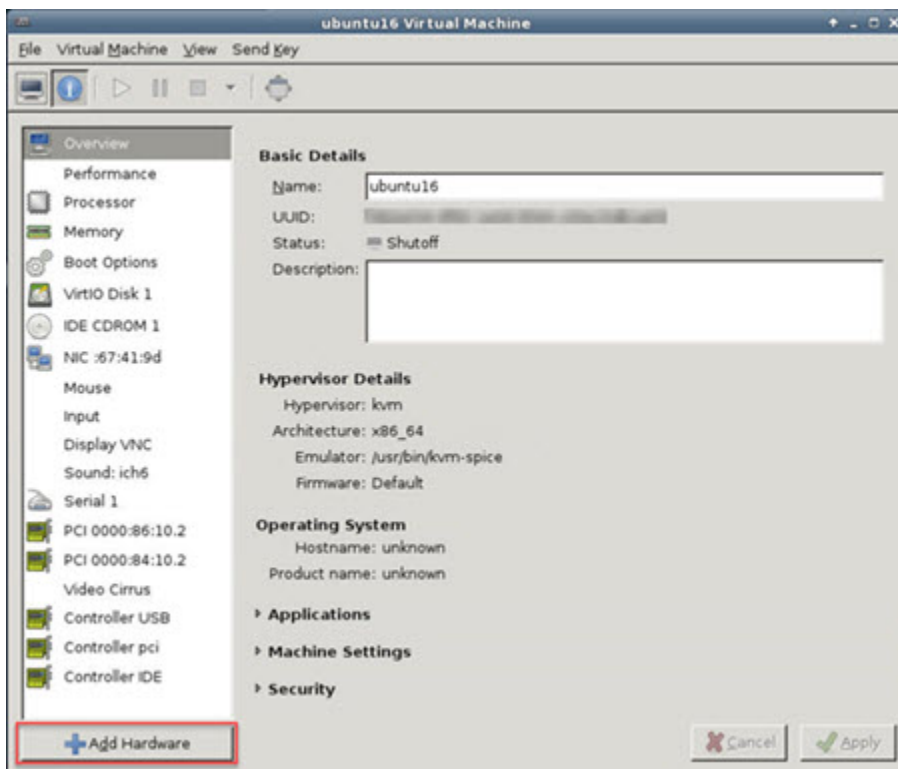 ubuntu16 Virtual Machine
File Virtual Machine View Send Key
Overview
Performance
Processor
Memory
Boot Options
VirtIO Disk 1
IDE CDROM 1
NIC :67:41:9d
Mouse
Input
Display VNC
Sound: ich6
Serial 1
PCI 0000:86:10.2
PCI 0000:84:10.2
Video Cirrus
Controller USB
Controller pci
Controller IDE
Add Hardware
Basic Details
Name: ubuntu16
UUID:
Status: Shutoff
Description:
Hypervisor Details
Hypervisor: kvm
Architecture: x86_64
Emulator: /usr/bin/kvm-spice
Firmware: Default
Operating System
Hostname: unknown
Product name: unknown
Applications
Machine Settings
Security
Cancel Apply